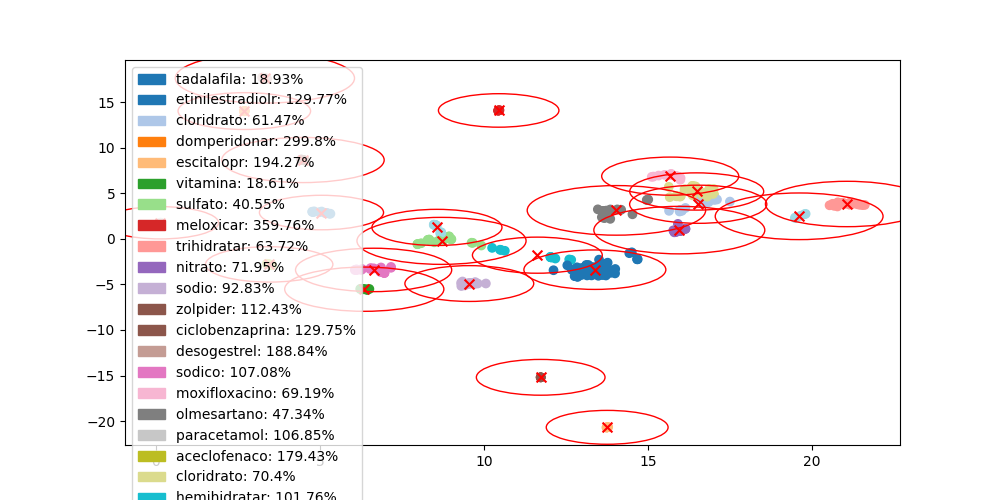 tadalafila: 18.93%
etinilestradiolr: 129.77%
cloridrato: 61.47%
domperidonar: 299.8%
escitalopr: 194.27%
vitamina: 18.61%
sulfato: 40.55%
meloxicar: 359.76%
trihidratar: 63.72%
nitrato: 71.95%
sodio: 92.83%
zolpider: 112.43%
ciclobenzaprina: 129.75%
desogestrel: 188.84%
sodico: 107.08%
moxifloxacino: 69.19%
olmesartano: 47.34%
paracetamol: 106.85%
aceclofenaco: 179.43%
cloridrato: 70.4%
hemihidratar: 101.76%
15
10
5
0
−5
−10
−15
−20
0 5 10 15 20